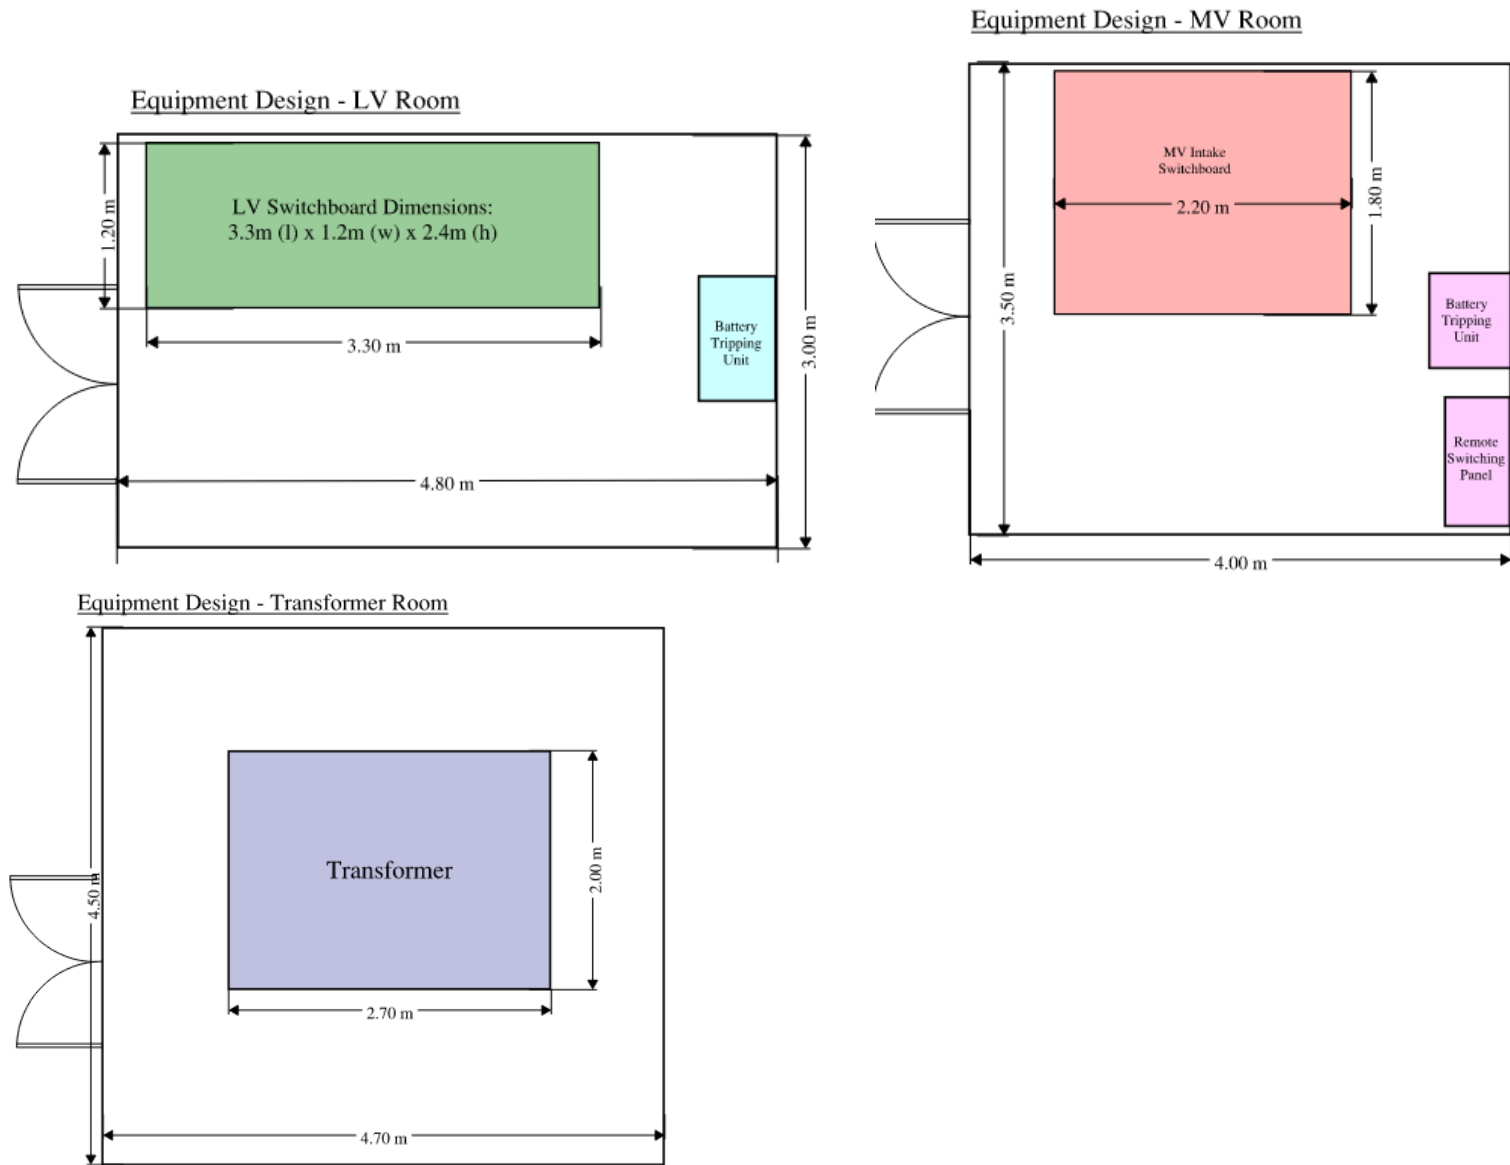 Equipment Design - LV Room
1.20 m
LV Switchboard Dimensions:
3.3m (l) x 1.2m (w) x 2.4m (h)
3.30 m
Battery
Tripping
Unit
3.00 m
4.80 m
Equipment Design - MV Room
MV Intake
Switchboard
2.20 m
1.80 m
3.50 m
Battery
Tripping
Unit
Remote
Switching
Panel
4.00 m
Equipment Design - Transformer Room
4.50 m
Transformer
2.00 m
2.70 m
4.70 m